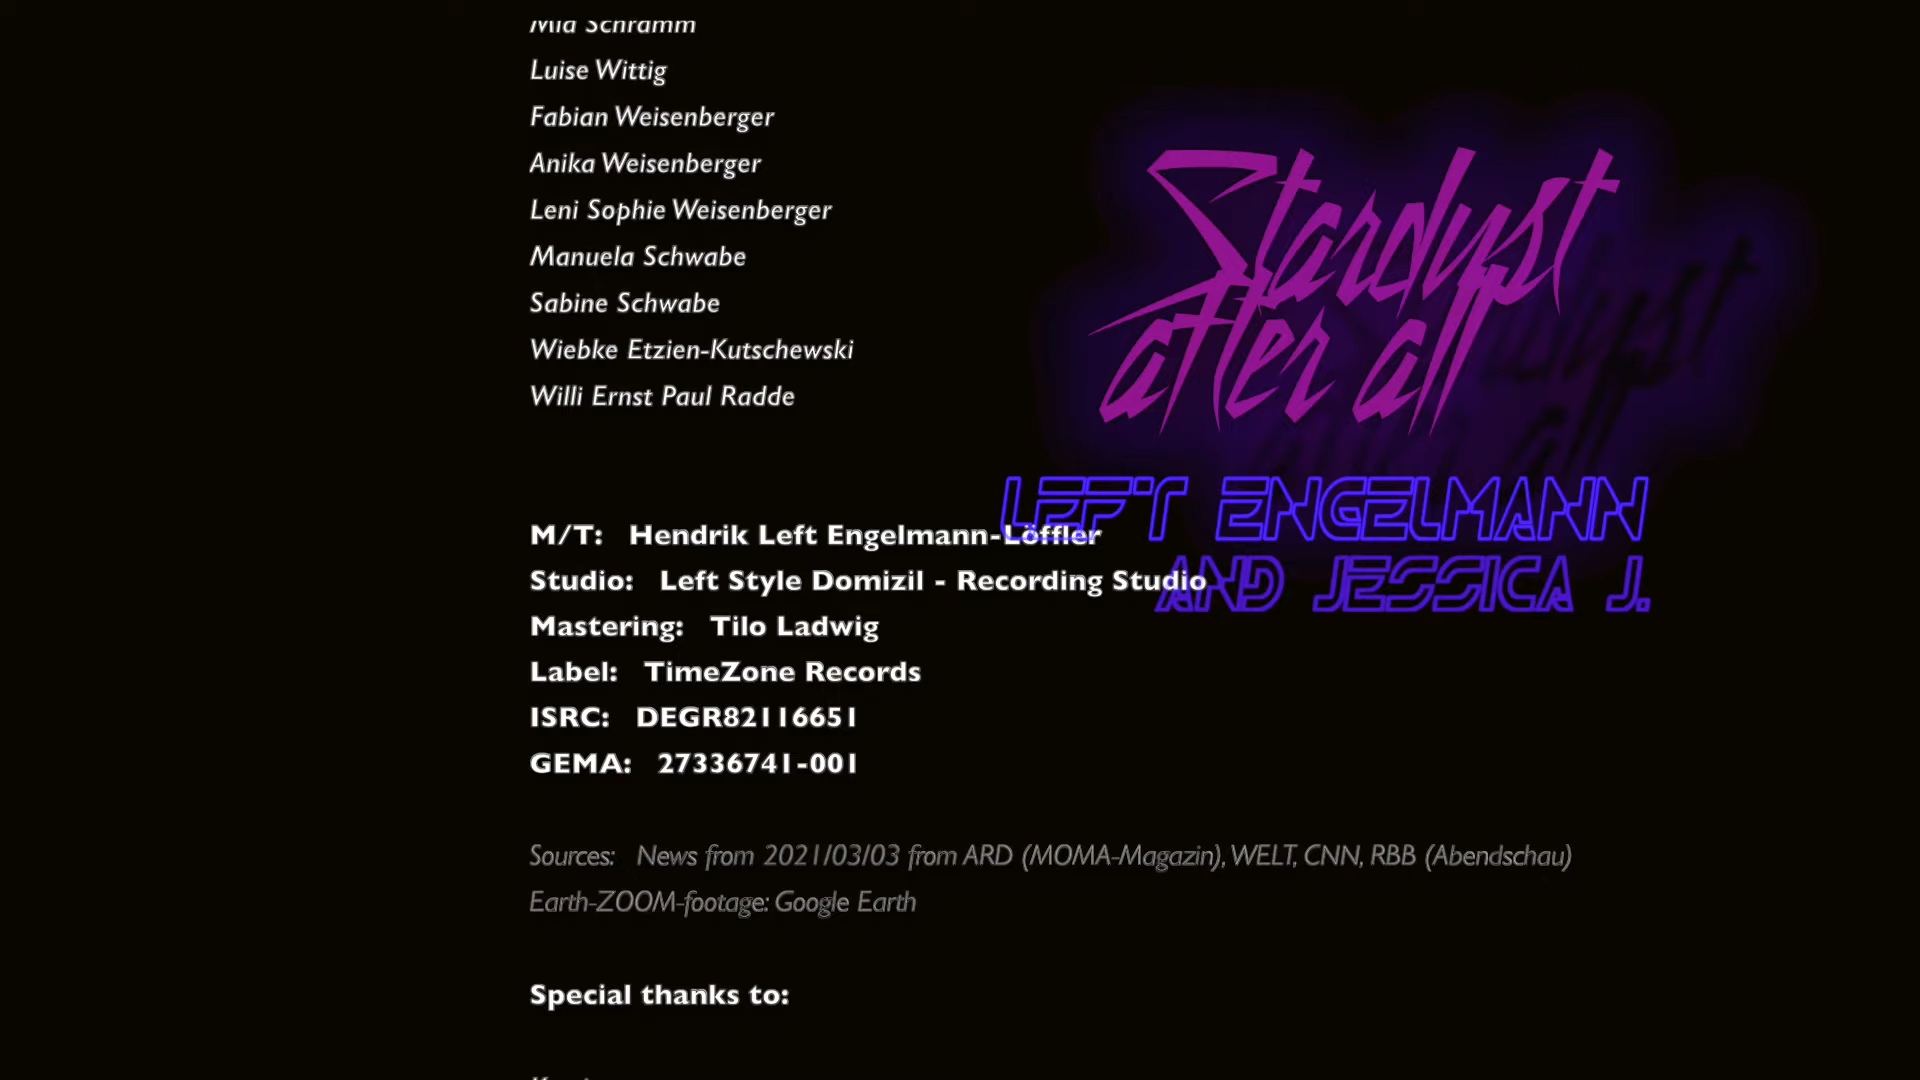 Mia Schramm
Luise Wittig
Fabian Weisenberger
Anika Weisenberger
Leni Sophie Weisenberger
Manuela Schwabe
Sabine Schwabe
Wiebke Etzien-Kutschewski
Willi Ernst Paul Radde
Stardust
after all
LEFT ENGELMANN
AND JESSICA J.
M/T: Hendrik Left Engelmann-Löffler
Studio: Left Style Domizil - Recording Studio
Mastering: Tilo Ladwig
Label: TimeZone Records
ISRC: DEGR82116651
GEMA: 27336741-001
Sources: News from 2021/03/03 from ARD (MOMA-Magazin), WELT, CNN, RBB (Abendschau)
Earth-ZOOM-footage: Google Earth
Special thanks to: